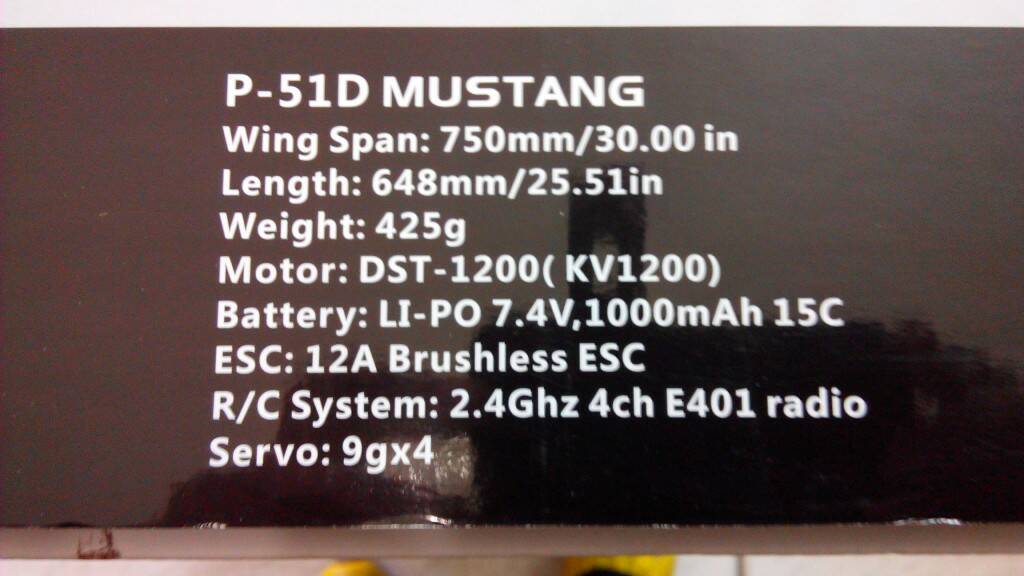 P-51D MUSTANG
Wing Span: 750mm/30.00 in
Length: 648mm/25.51in
Weight: 425g
Motor: DST-1200( KV1200)
Battery: LI-PO 7.4V,1000mAh 15C
ESC: 12A Brushless ESC
R/C System: 2.4Ghz 4ch E401 radio
Servo: 9gx4